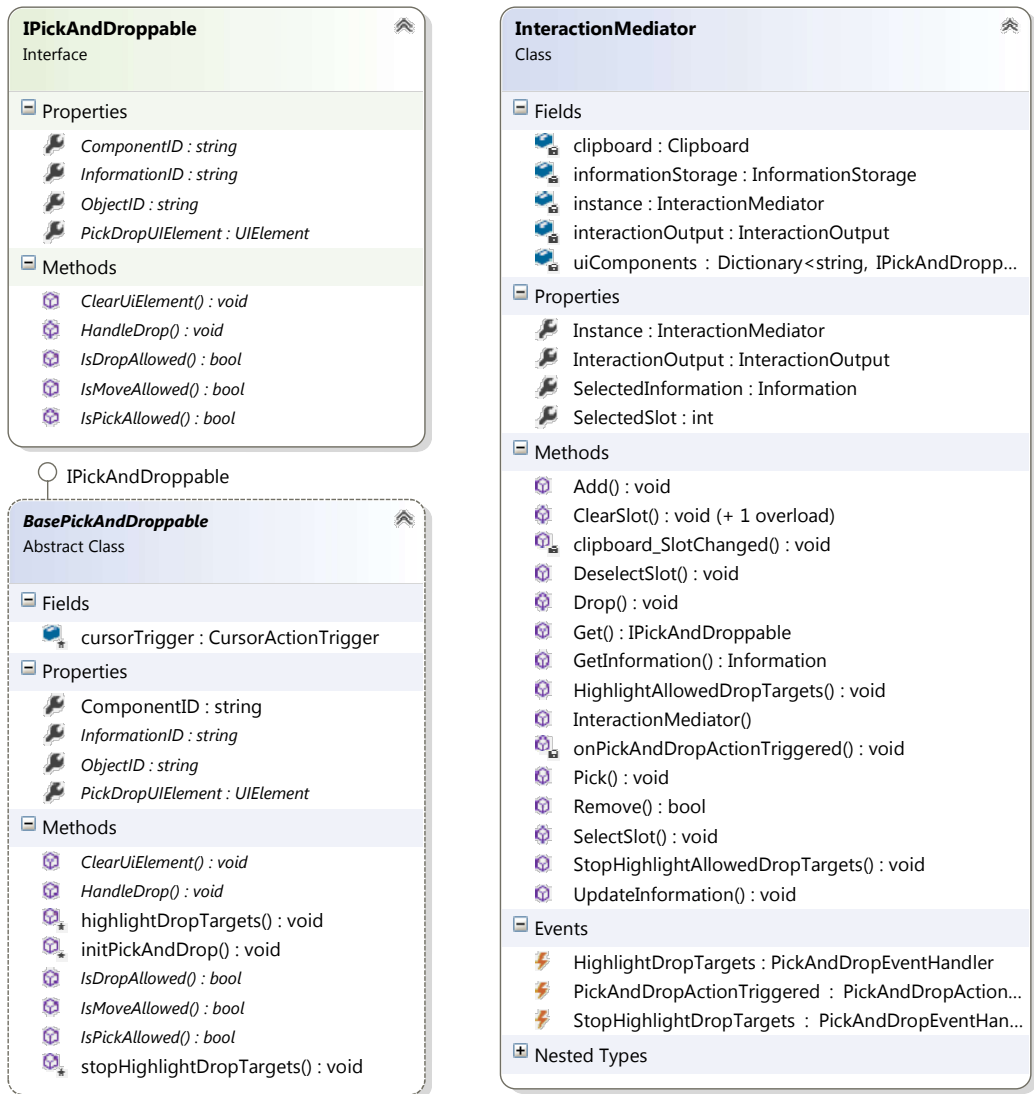 IPickAndDroppable
Interface
Properties
ComponentID : string
InformationID : string
ObjectID : string
PickDropUIElement : UIElement
Methods
ClearUiElement() : void
HandleDrop() : void
IsDropAllowed() : bool
IsMoveAllowed() : bool
IsPickAllowed() : bool
IPickAndDroppable
BasePickAndDroppable
Abstract Class
Fields
cursorTrigger : CursorActionTrigger
Properties
ComponentID : string
InformationID : string
ObjectID : string
PickDropUIElement : UIElement
Methods
ClearUiElement() : void
HandleDrop() : void
highlightDropTargets() : void
initPickAndDrop() : void
IsDropAllowed() : bool
IsMoveAllowed() : bool
IsPickAllowed() : bool
stopHighlightDropTargets() : void
InteractionMediator
Class
Fields
clipboard : Clipboard
informationStorage : InformationStorage
instance : InteractionMediator
interactionOutput : InteractionOutput
uiComponents : Dictionary<string, IPickAndDropp...
Properties
Instance : InteractionMediator
InteractionOutput : InteractionOutput
SelectedInformation : Information
SelectedSlot : int
Methods
Add() : void
ClearSlot() : void (+ 1 overload)
clipboard_SlotChanged() : void
DeselectSlot() : void
Drop() : void
Get() : IPickAndDroppable
GetInformation() : Information
HighlightAllowedDropTargets() : void
InteractionMediator()
onPickAndDropActionTriggered() : void
Pick() : void
Remove() : bool
SelectSlot() : void
StopHighlightAllowedDropTargets() : void
UpdateInformation() : void
Events
HighlightDropTargets : PickAndDropEventHandler
PickAndDropActionTriggered : PickAndDropAction...
StopHighlightDropTargets : PickAndDropEventHan...
Nested Types